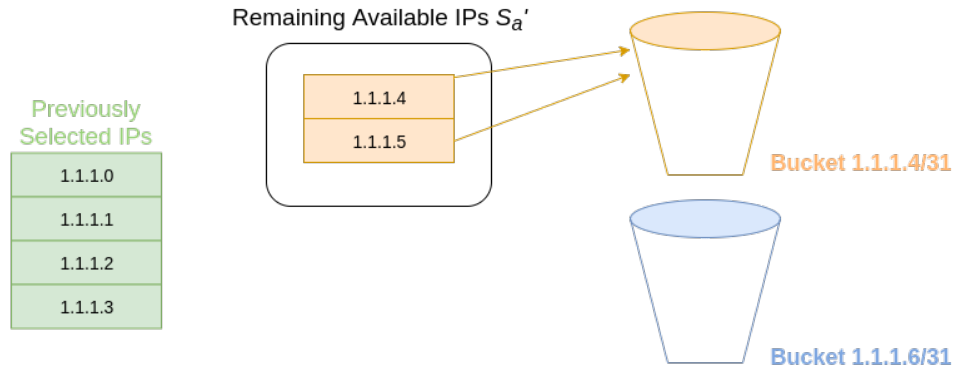 Remaining Available IPs Sa'
1.1.1.4
1.1.1.5
Previously
Selected IPs
1.1.1.0
1.1.1.1
1.1.1.2
1.1.1.3
Bucket 1.1.1.4/31
Bucket 1.1.1.6/31